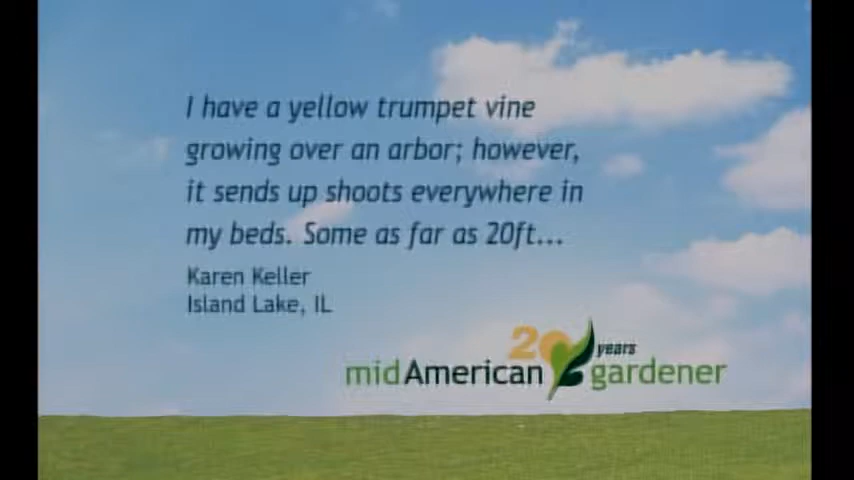 I have a yellow trumpet vine
growing over an arbor; however,
it sends up shoots everywhere in
my beds. Some as far as 20ft...
Karen Keller
Island Lake, IL
20 years
midAmerican gardener